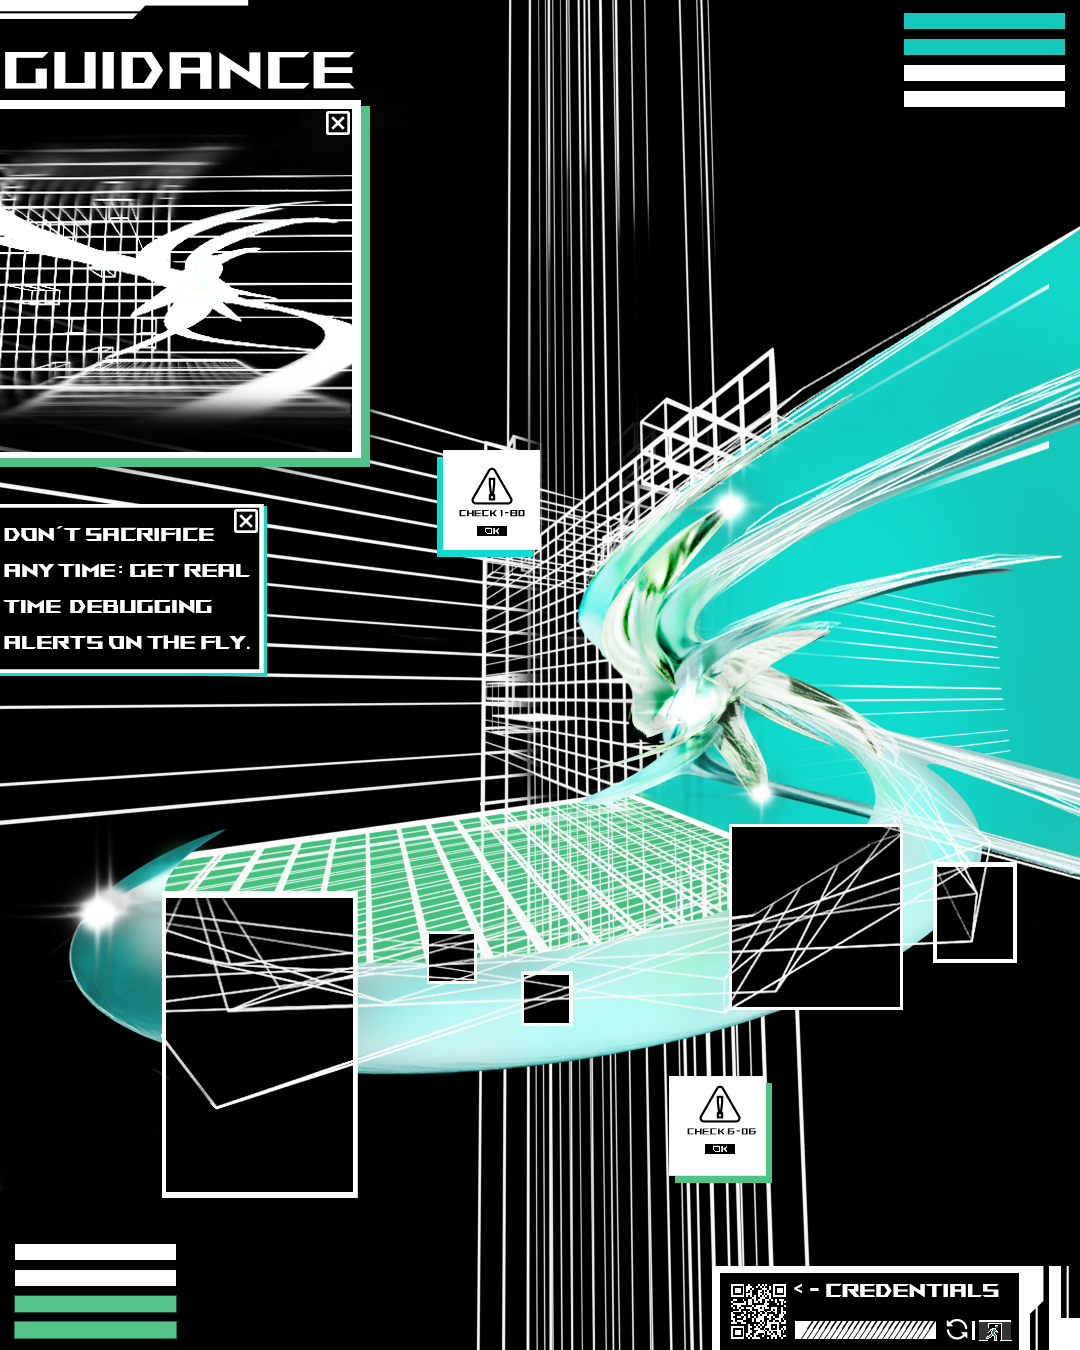 GUIDANCE
DON´T SACRIFICE
ANY TIME: GET REAL
TIME DEBUGGING
ALERTS ON THE FLY.
CHECK 1-80
OK
CHECK 6-06
OK
<- CREDENTIALS